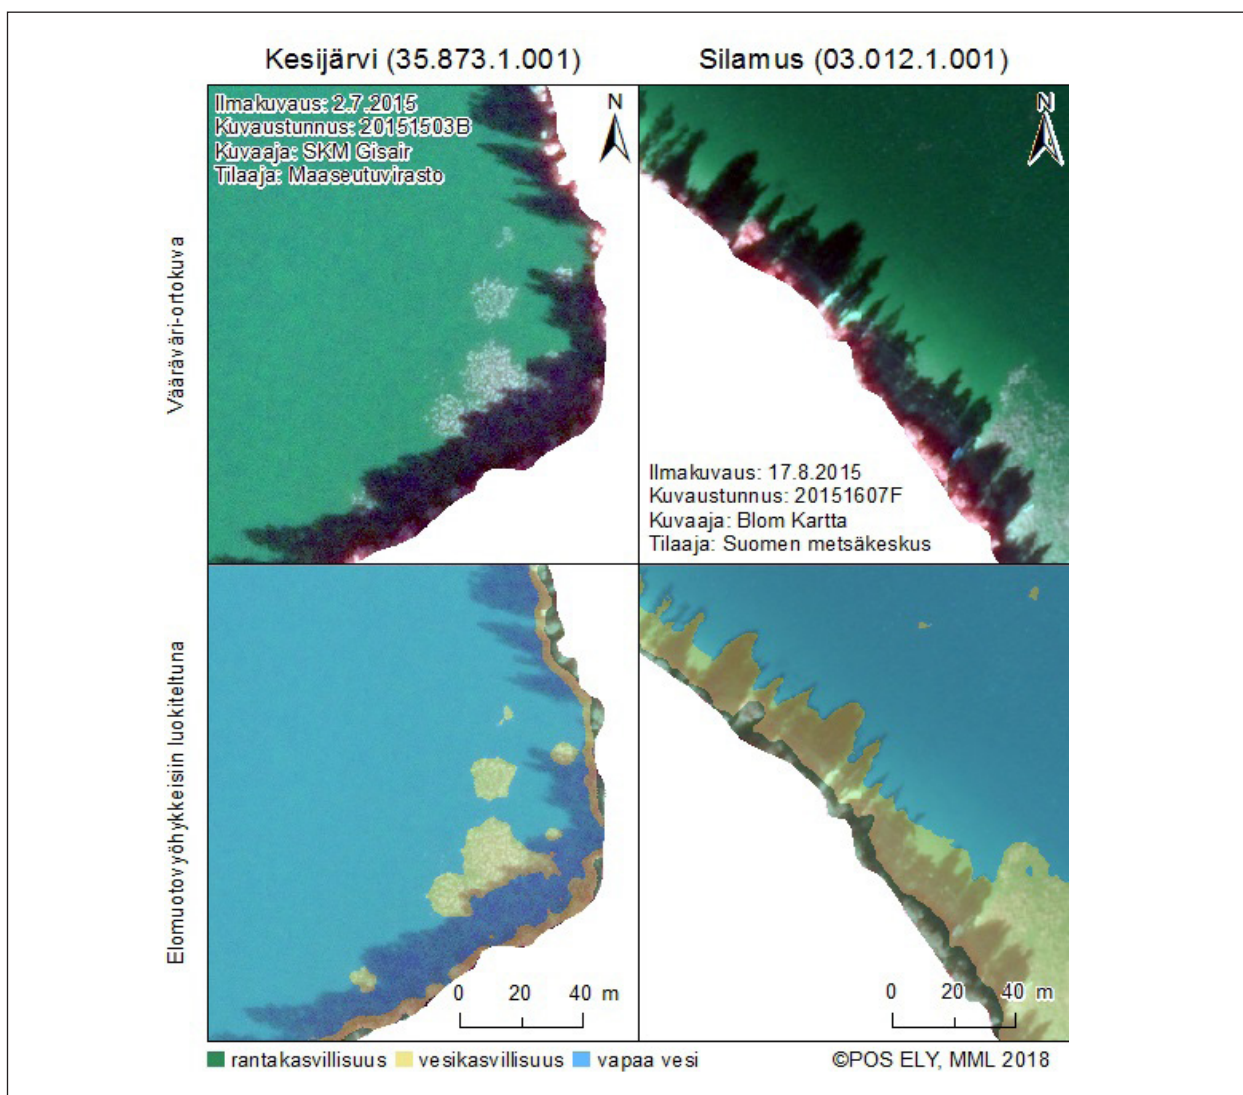 Kesijärvi (35.873.1.001)
Silamus (03.012.1.001)
Vääräväri-ortokuva
Ilmakuvaus: 2.7.2015
Kuvaustunnus: 20151503B
Kuvaaja: SKM Gisair
Tilaaja: Maaseutuvirasto
N
N
Ilmakuvaus: 17.8.2015
Kuvaustunnus: 20151607F
Kuvaaja: Blom Kartta
Tilaaja: Suomen metsäkeskus
Elomuotovyöhykkeisiin luokiteltuna
0 20 40 m
0 20 40 m
rantakasvillisuus vesikasvillisuus vapaa vesi
©POS ELY, MML 2018